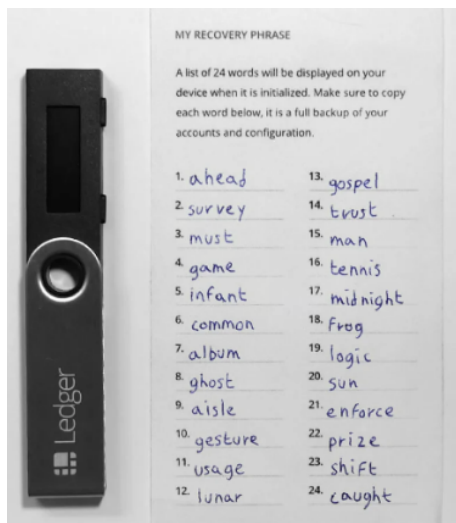 MY RECOVERY PHRASE
A list of 24 words will be displayed on your
device when it is initialized. Make sure to copy
each word below, it is a full backup of your
accounts and configuration.
1. ahead
2. survey
3. must
4. game
5. infant
6. common
7. album
8. ghost
9. aisle
10. gesture
11. usage
12. lunar
13. gospel
14. trust
15. man
16. tennis
17. midnight
18. frog
19. logic
20. sun
21. enforce
22. prize
23. shift
24. caught
Ledger